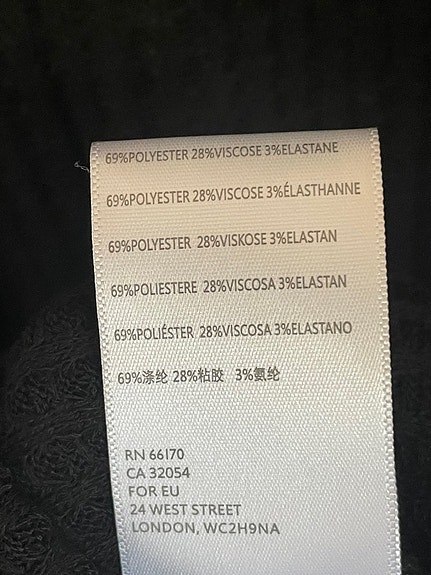 69%POLYESTER 28%VISCOSE 3%ELASTANE
69%POLYESTER 28%VISCOSE 3%ÉLASTHANNE
69%POLYESTER 28%VISKOSE 3%ELASTAN
69%POLIESTERE 28%VISCOSA 3%ELASTAN
69%POLIÉSTER 28%VISCOSA 3%ELASTANO
69%涤纶 28%粘胶 3%氨纶
RN 66170
CA 32054
FOR EU
24 WEST STREET
LONDON, WC2H9NA